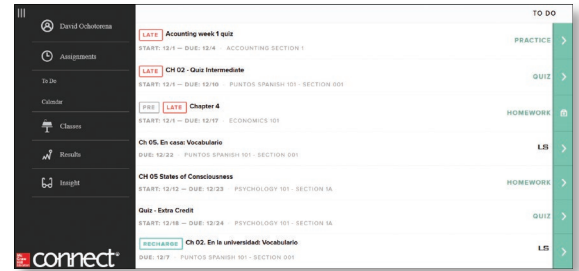 TO DO
David Ochotorena
Assignments
To Do
Calendar
Classes
Results
Insight
Mc Graw Hill Education
connect®
LATE Acounting week 1 quiz
START: 12/1 — DUE: 12/4 · ACCOUNTING SECTION 1
PRACTICE
LATE CH 02 - Quiz Intermediate
START: 12/1 — DUE: 12/10 · PUNTOS SPANISH 101 - SECTION 001
QUIZ
PRE LATE Chapter 4
START: 12/1 — DUE: 12/17 · ECONOMICS 101
HOMEWORK
Ch 05. En casa: Vocabulario
DUE: 12/22 · PUNTOS SPANISH 101 - SECTION 001
LS
CH 05 States of Consciousness
START: 12/12 — DUE: 12/23 · PSYCHOLOGY 101 - SECTION 1A
HOMEWORK
Quiz - Extra Credit
START: 12/18 — DUE: 12/24 · PSYCHOLOGY 101 - SECTION 1A
QUIZ
RECHARGE Ch 02. En la universidad: Vocabulario
DUE: 12/7 · PUNTOS SPANISH 101 - SECTION 001
LS